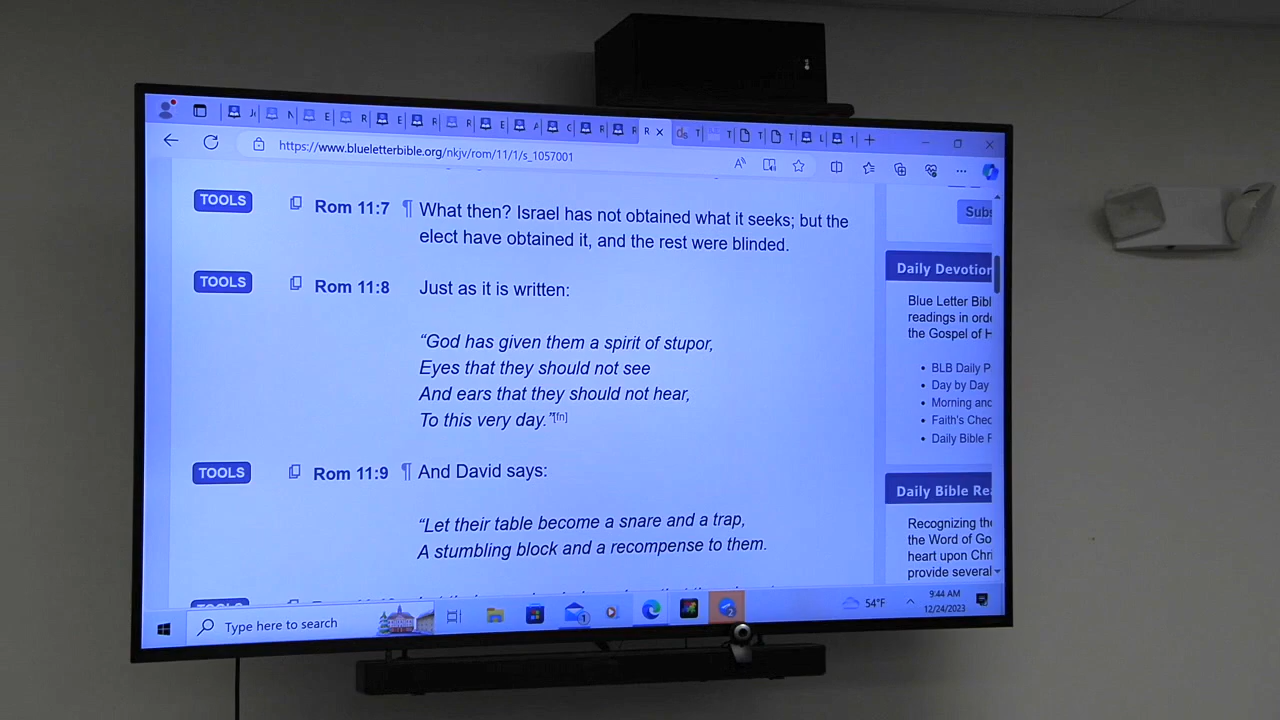 https://www.blueletterbible.org/nkjv/rom/11/1/s_1057001
TOOLS Rom 11:7 ¶ What then? Israel has not obtained what it seeks; but the
elect have obtained it, and the rest were blinded.
TOOLS Rom 11:8 Just as it is written:
“God has given them a spirit of stupor,
Eyes that they should not see
And ears that they should not hear,
To this very day.”[fn]
TOOLS Rom 11:9 ¶ And David says:
“Let their table become a snare and a trap,
A stumbling block and a recompense to them.
Subs
Daily Devotion
Blue Letter Bibl
readings in orde
the Gospel of H
• BLB Daily P
• Day by Day
• Morning and
• Faith's Chec
• Daily Bible R
Daily Bible Re
Recognizing the
the Word of Go
heart upon Chri
provide several
Type here to search
54°F
9:44 AM
12/24/2023